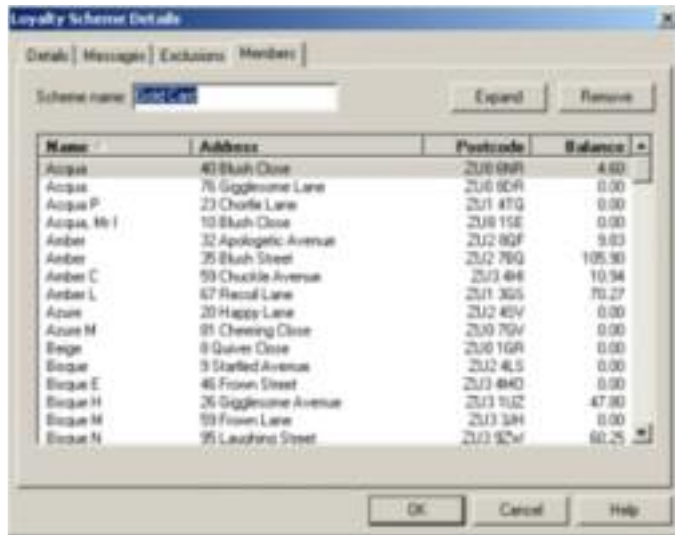 Loyalty Scheme Details
Details Messages Exclusions Members
Scheme name: Gold Card Expand Remove
Name Address Postcode Balance
Acqua 40 Blush Close ZU0 6NR 4.60
Acqua 76 Gigglesome Lane ZU0 8DR 0.00
Acqua P 23 Chortle Lane ZU1 4TG 0.00
Acqua, Mr I 10 Blush Close ZU8 1SE 0.00
Amber 32 Apologetic Avenue ZU2 8QF 9.83
Amber 35 Blush Street ZU2 7BQ 105.90
Amber C 59 Chuckle Avenue ZU3 4HI 10.94
Amber L 67 Recoil Lane ZU1 3GS 70.27
Azure 20 Happy Lane ZU2 4SV 0.00
Azure M 81 Cheering Close ZU0 7GV 0.00
Beige 8 Quiver Close ZU0 1GR 0.00
Bisque 9 Startled Avenue ZU2 4LS 0.00
Bisque E 46 Frown Street ZU3 4HD 0.00
Bisque H 26 Gigglesome Avenue ZU3 1UZ 47.80
Bisque M 59 Frown Lane ZU3 3JH 0.00
Bisque N 95 Laughing Street ZU3 9ZW 60.25
OK Cancel Help